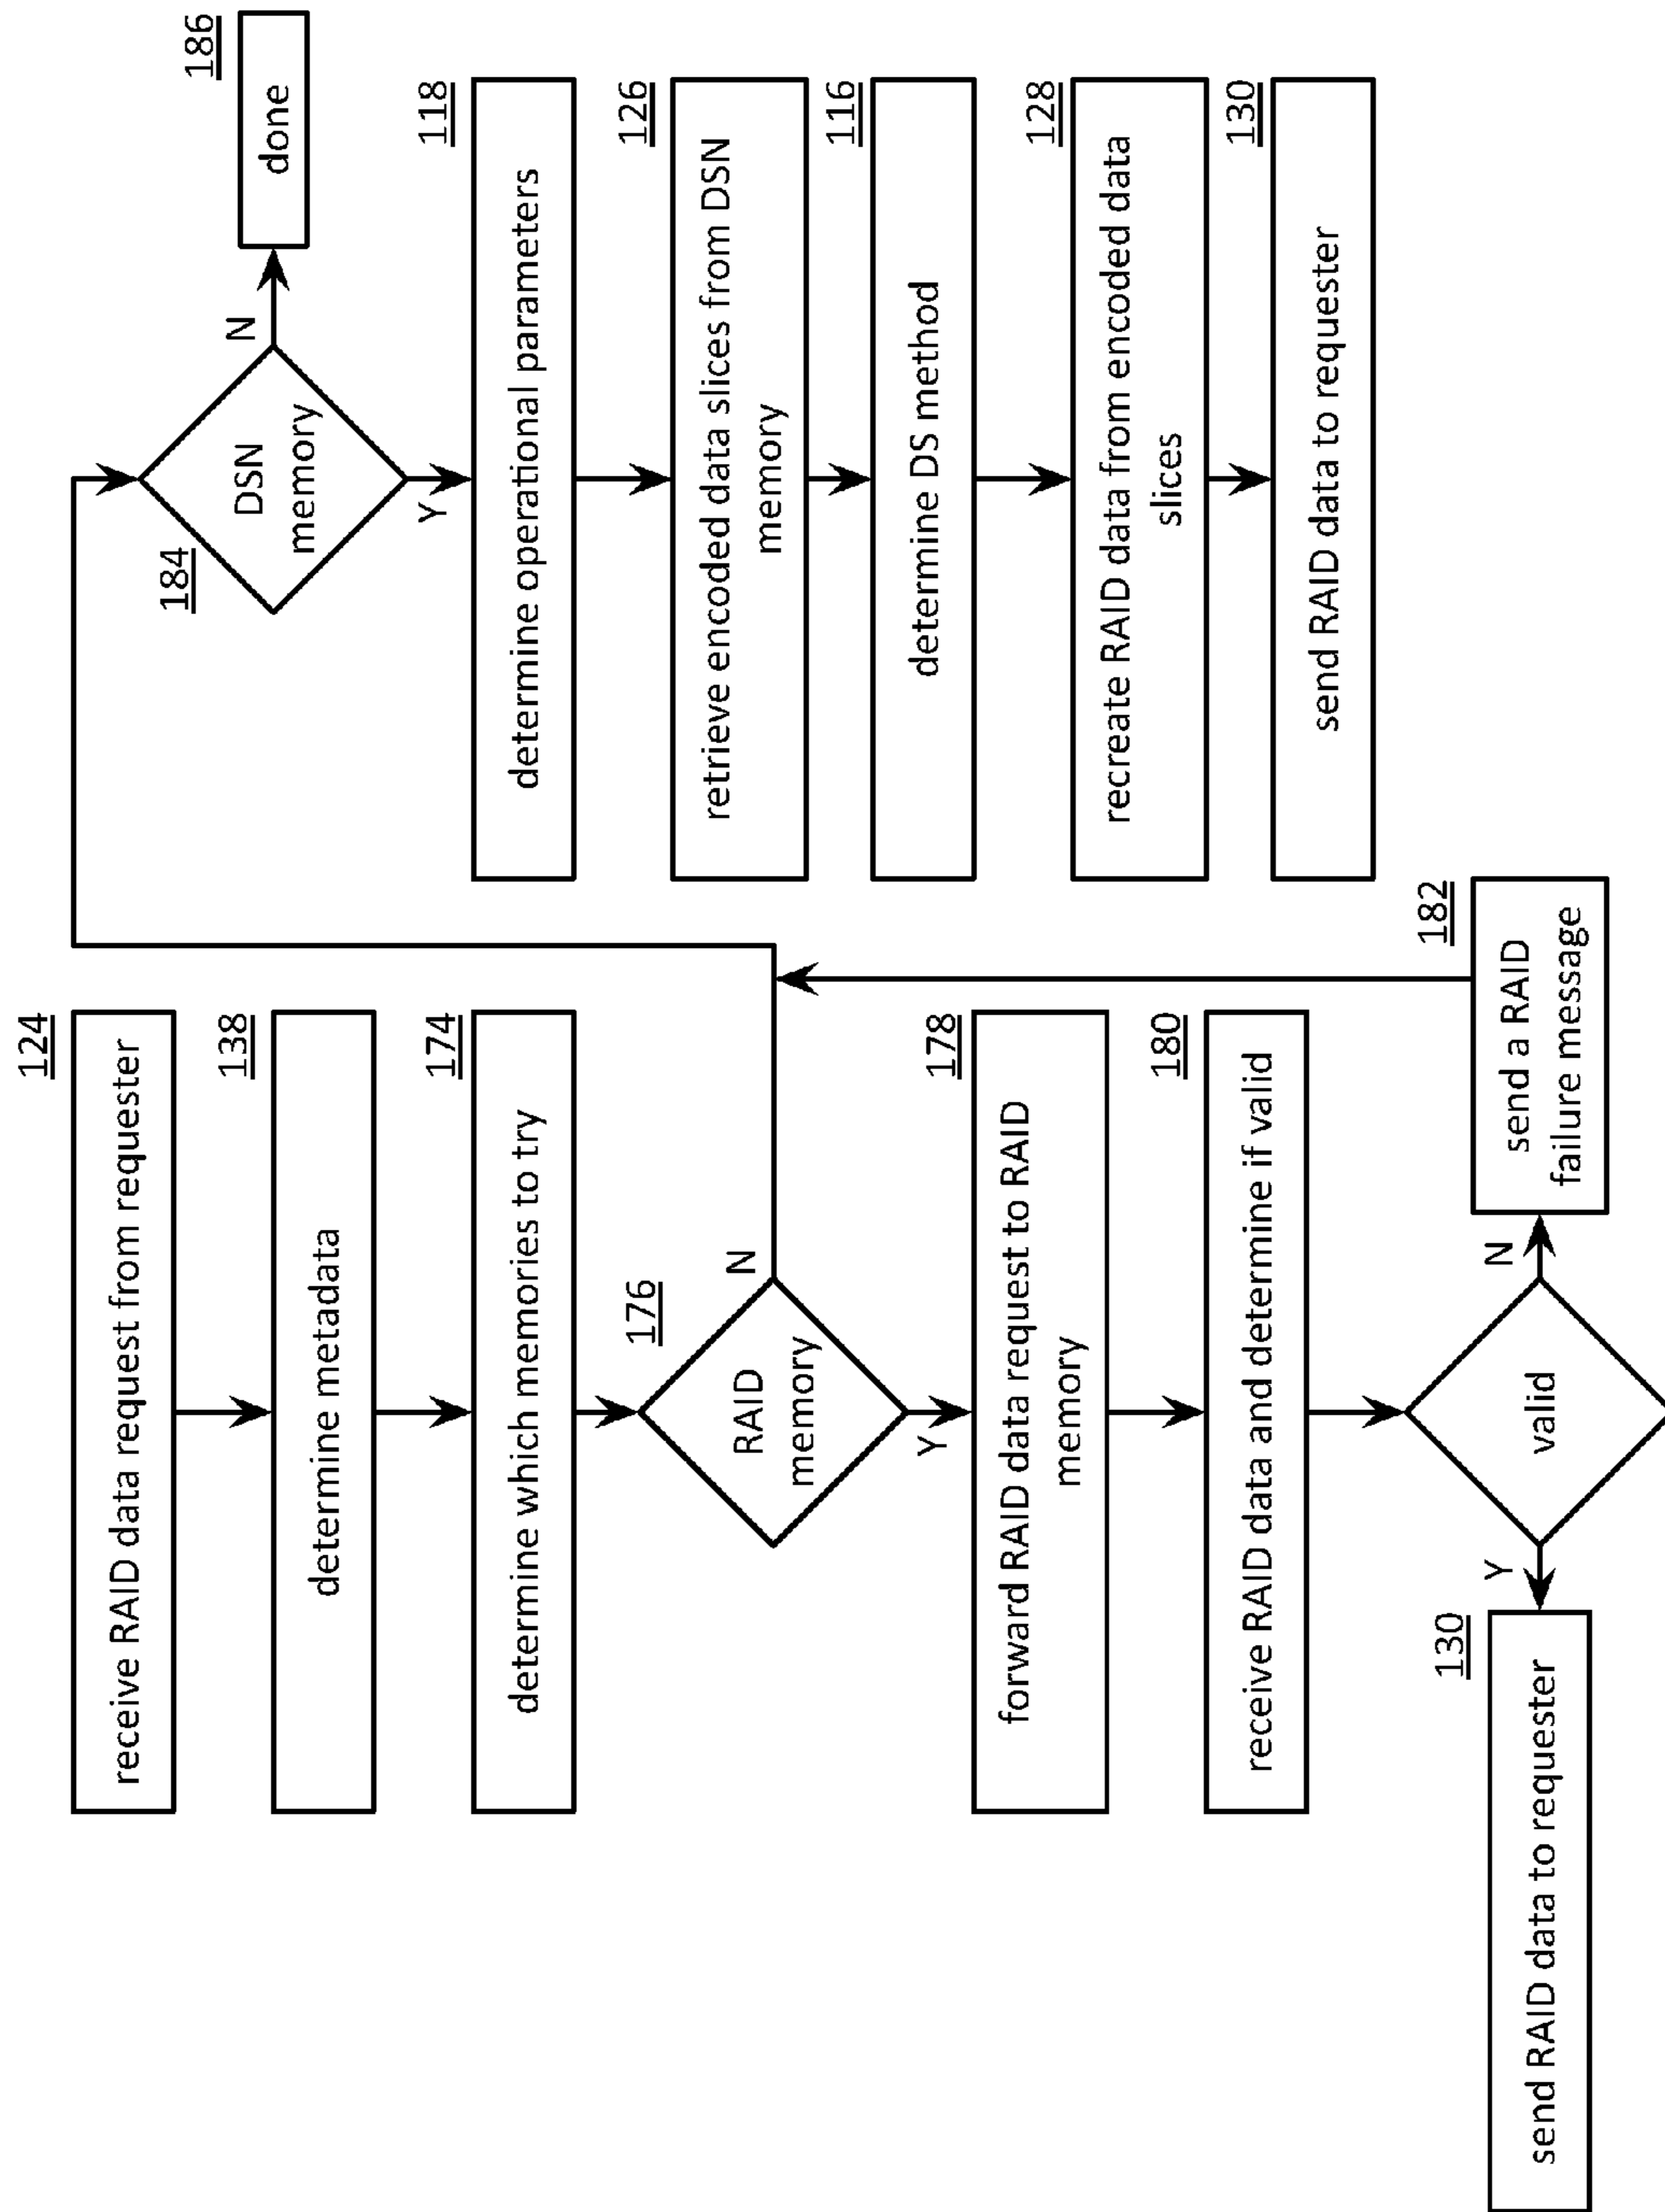 124
receive RAID data request from requester
138
determine metadata
174
determine which memories to try
176
RAID
memory
N
Y
178
forward RAID data request to RAID
memory
180
receive RAID data and determine if valid
valid
Y
N
130
send RAID data to requester
182
send a RAID
failure message
184
DSN
memory
N
Y
186
done
118
determine operational parameters
126
retrieve encoded data slices from DSN
memory
116
determine DS method
128
recreate RAID data from encoded data
slices
130
send RAID data to requester